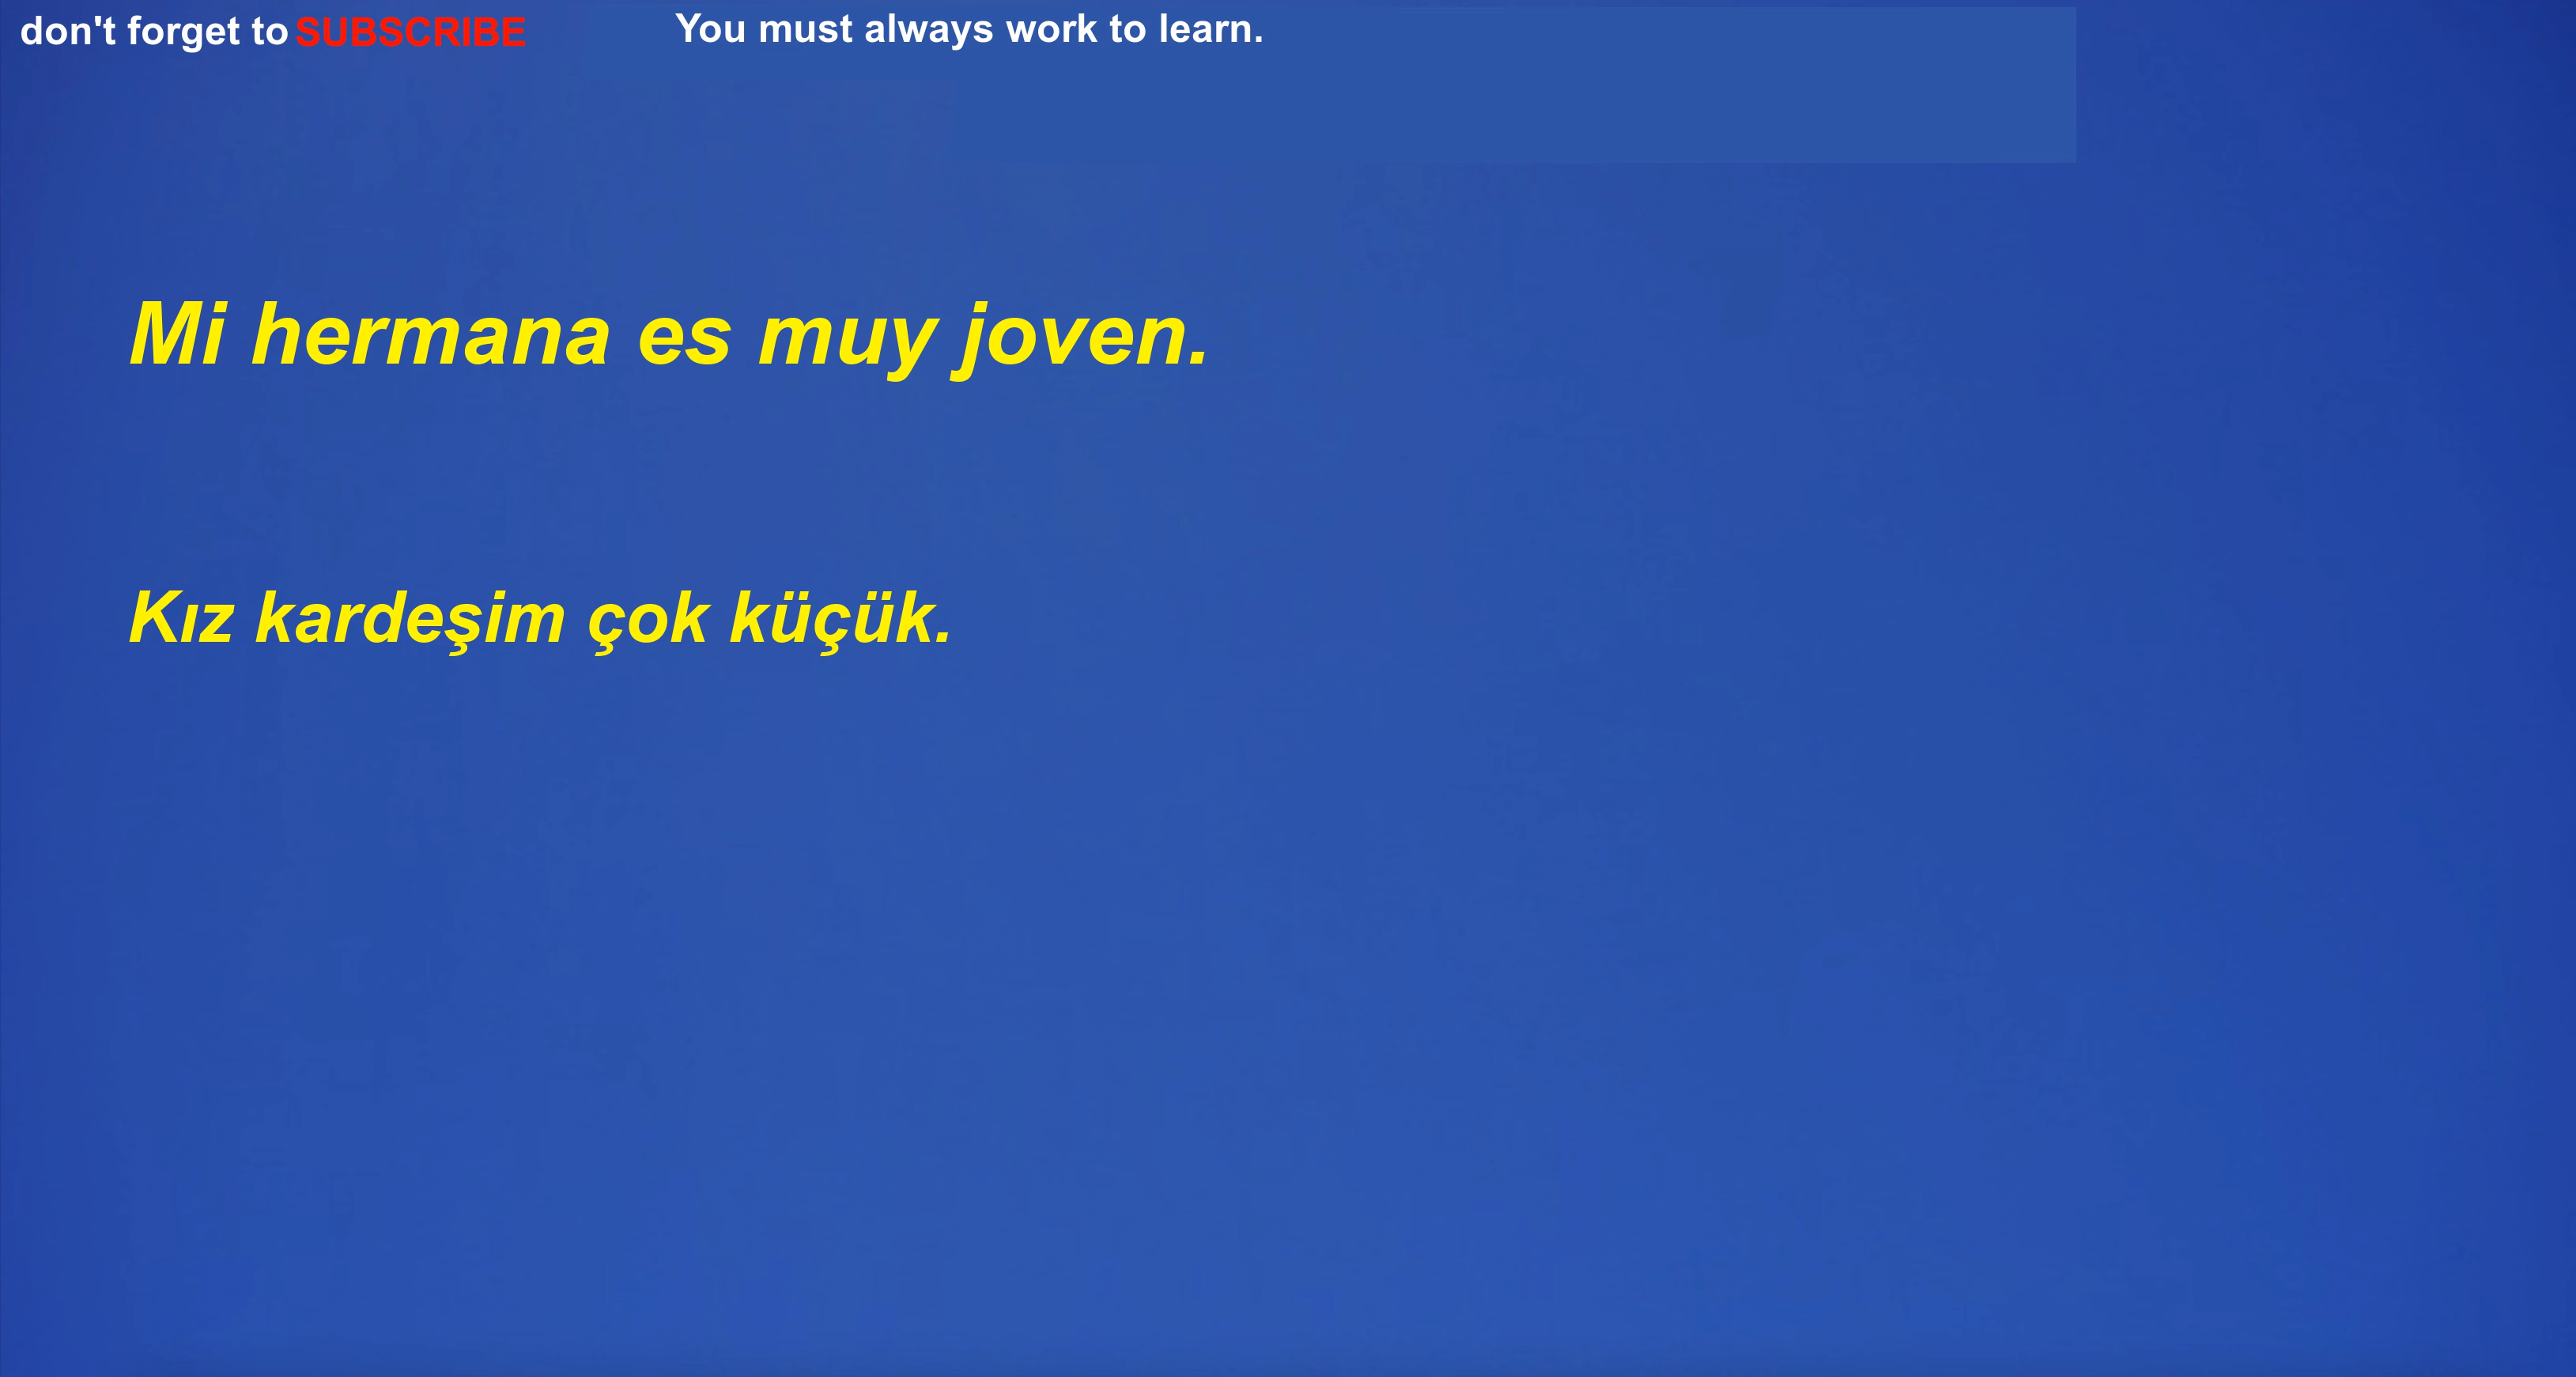 don't forget to SUBSCRIBE You must always work to learn.
Mi hermana es muy joven.
Kız kardeşim çok küçük.